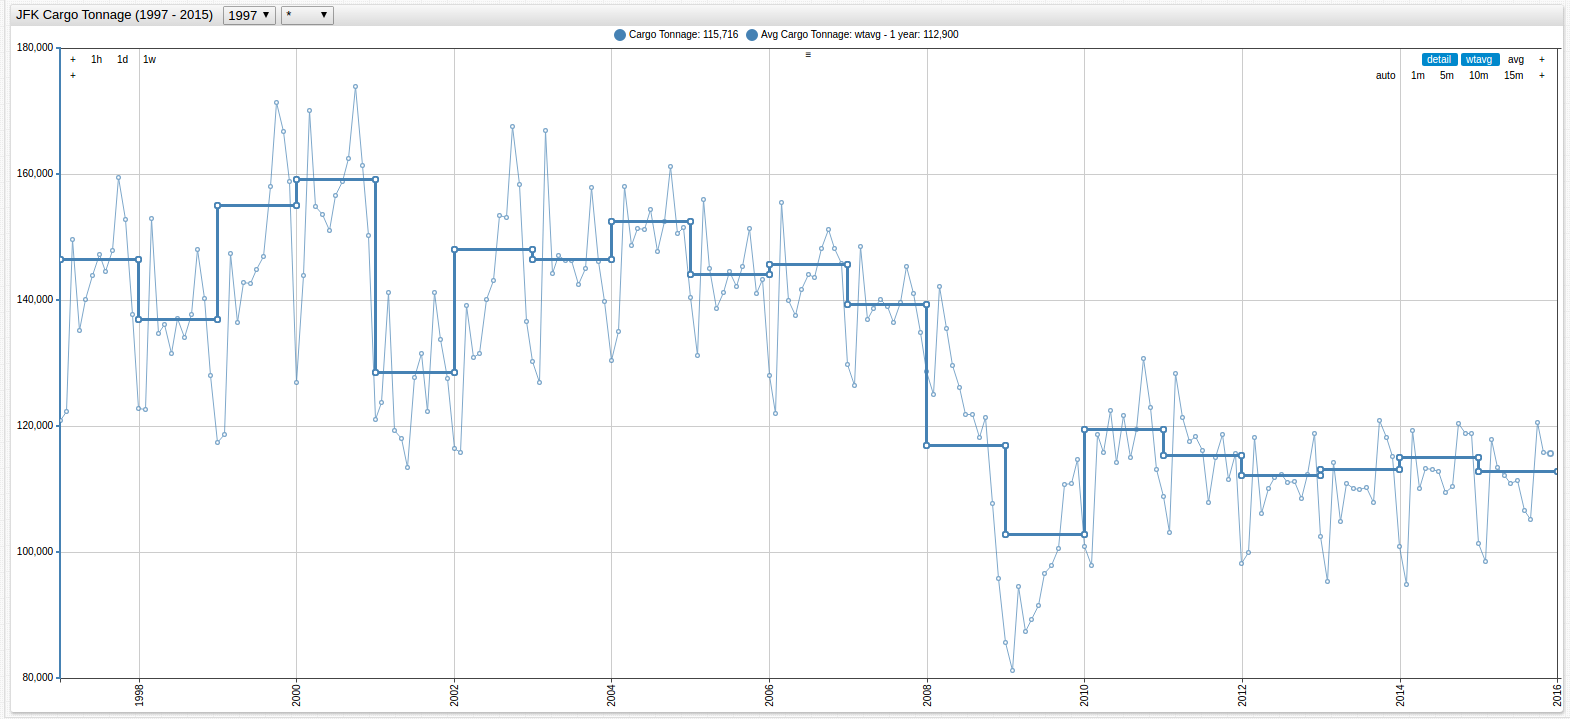 JFK Cargo Tonnage (1997 - 2015) 1997 ▼ * ▼
Cargo Tonnage: 115,716 Avg Cargo Tonnage: wtavg - 1 year: 112,900
180,000
+ 1h 1d 1w
+
≡
detail wtavg avg +
auto 1m 5m 10m 15m +
160,000
140,000
120,000
100,000
80,000
1998 2000 2002 2004 2006 2008 2010 2012 2014 2016